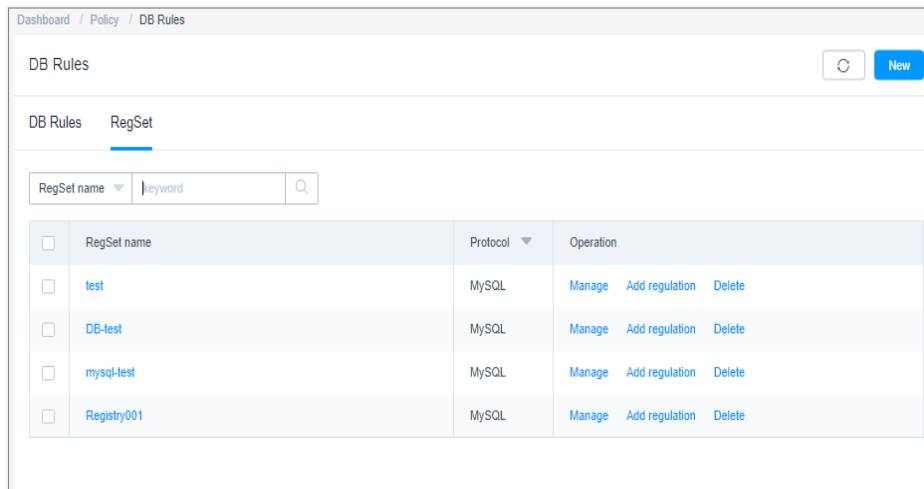 Dashboard / Policy / DB Rules
DB Rules
New
DB Rules RegSet
RegSet name keyword
RegSet name Protocol Operation
test MySQL Manage Add regulation Delete
DB-test MySQL Manage Add regulation Delete
mysql-test MySQL Manage Add regulation Delete
Registry001 MySQL Manage Add regulation Delete